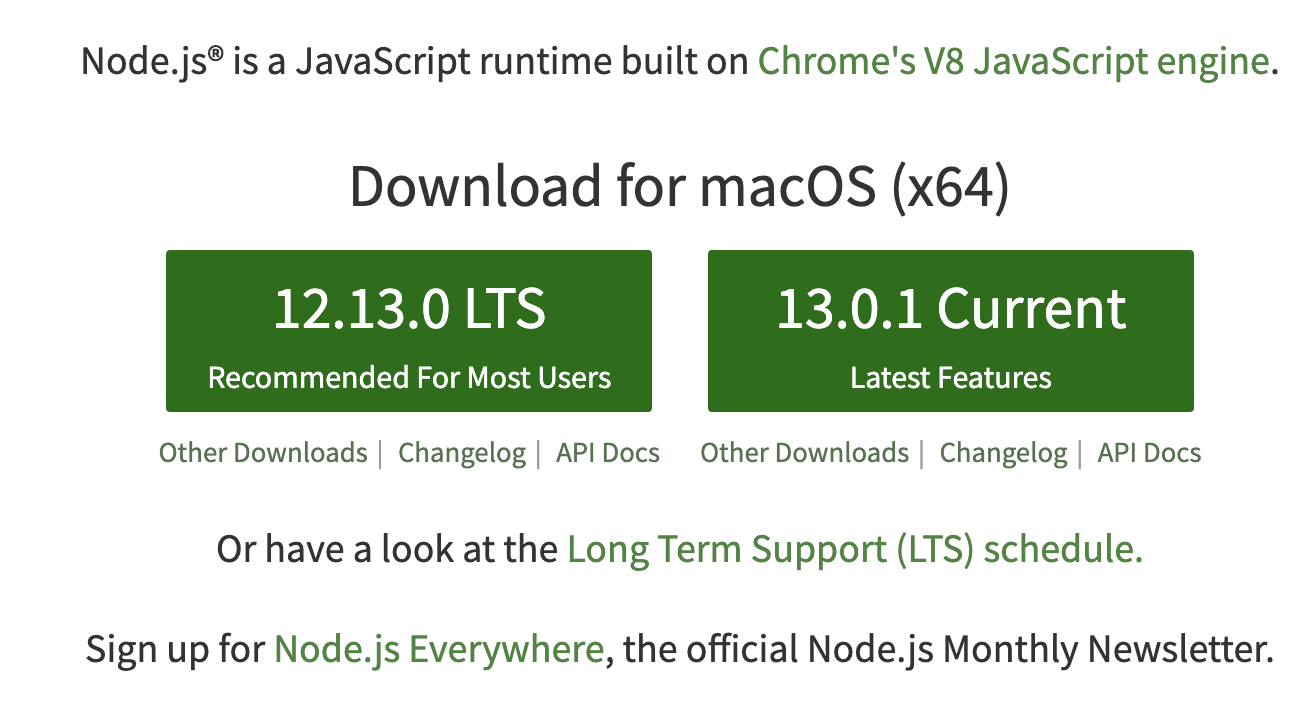 Node.js® is a JavaScript runtime built on Chrome's V8 JavaScript engine.
Download for macOS (x64)
12.13.0 LTS
Recommended For Most Users
13.0.1 Current
Latest Features
Other Downloads | Changelog | API Docs
Other Downloads | Changelog | API Docs
Or have a look at the Long Term Support (LTS) schedule.
Sign up for Node.js Everywhere, the official Node.js Monthly Newsletter.